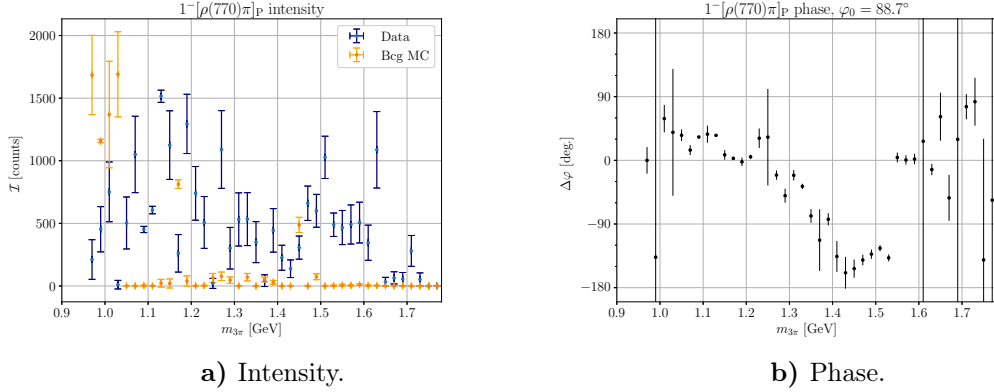 1⁻[ρ(770)π]P intensity
2000
1500
1000
500
0
0.9 1.0 1.1 1.2 1.3 1.4 1.5 1.6 1.7
I [counts]
m3π [GeV]
Data
Bcg MC
a) Intensity.
1⁻[ρ(770)π]P phase, φ0 = 88.7°
180
90
0
−90
−180
0.9 1.0 1.1 1.2 1.3 1.4 1.5 1.6 1.7
Δφ [deg.]
m3π [GeV]
b) Phase.